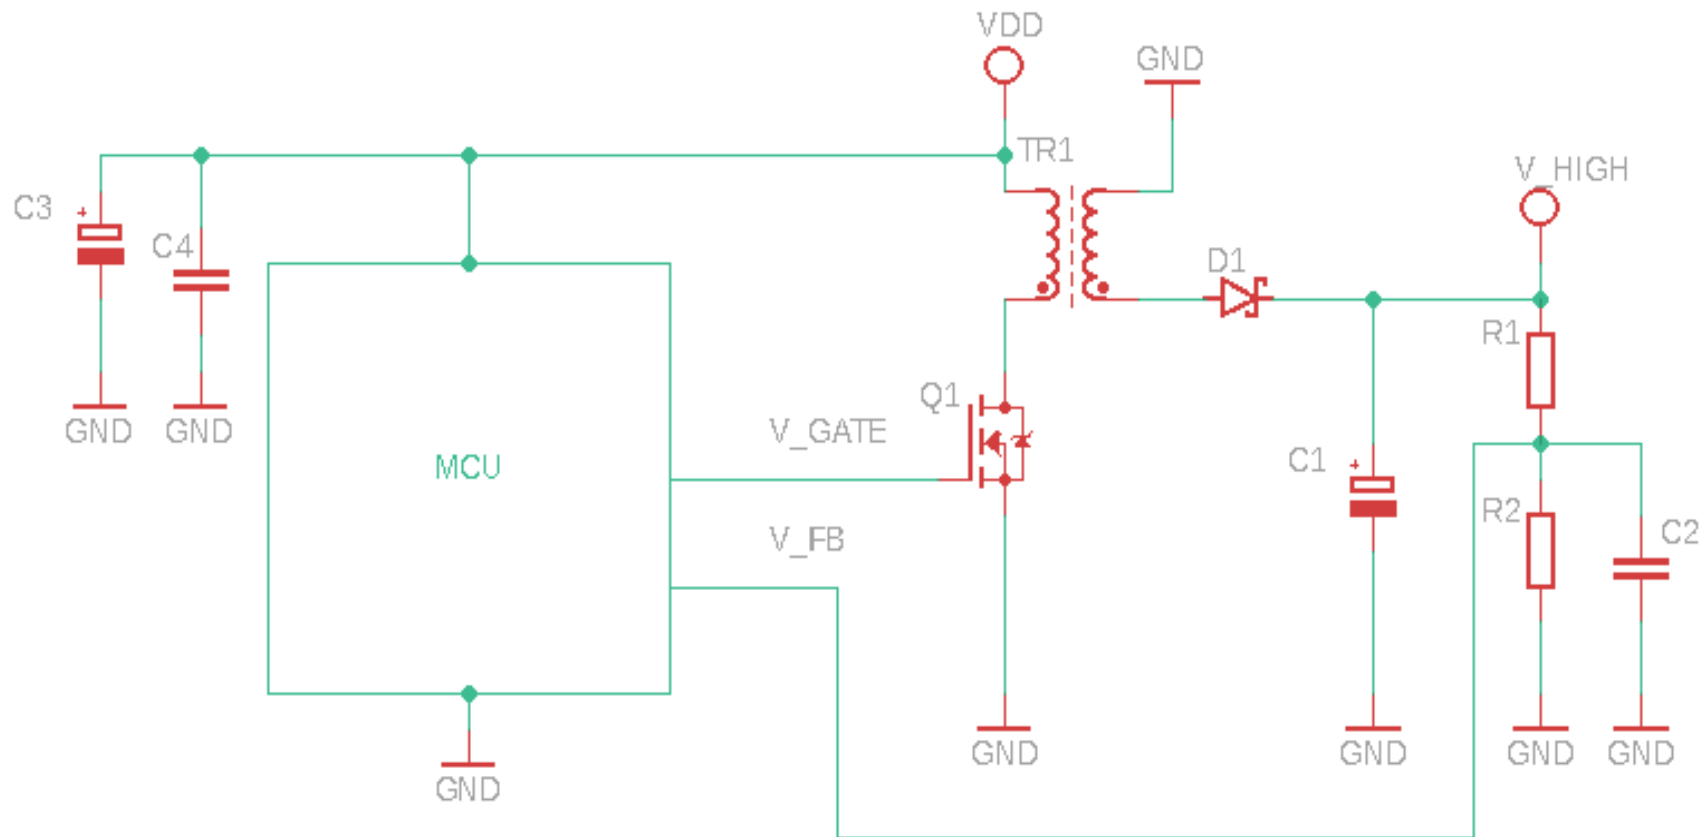 VDD
GND
TR1
V_HIGH
C3
C4
D1
R1
Q1
GND
GND
V_GATE
MCU
C1
R2
C2
V_FB
GND
GND
GND
GND
GND